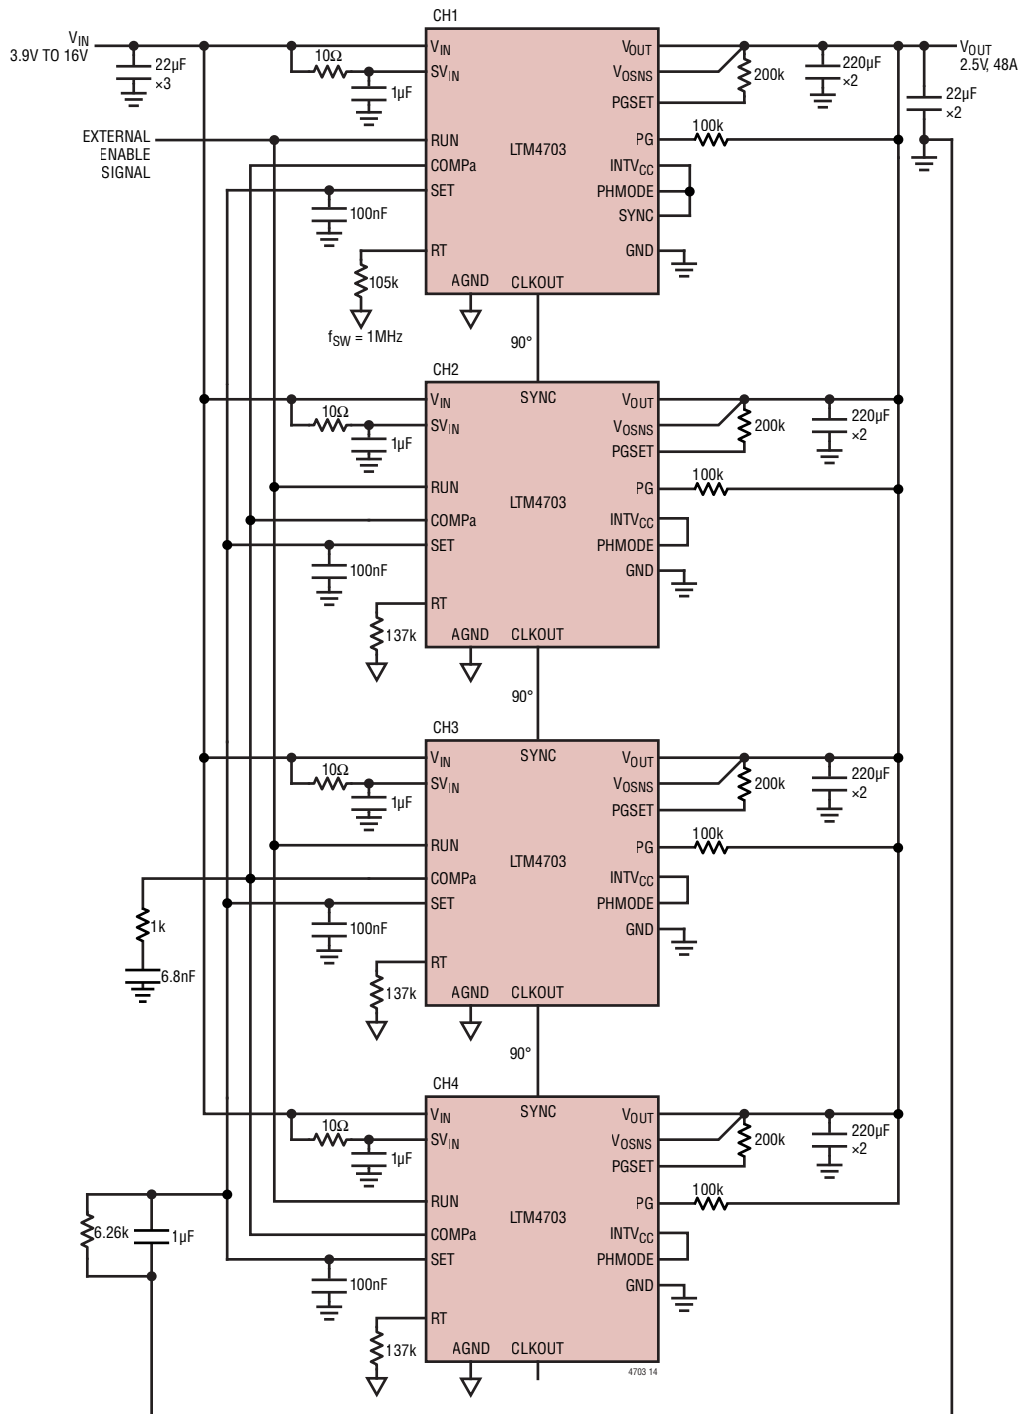 CH1
VIN
3.9V TO 16V
22µF
×3
10Ω
1µF
EXTERNAL
ENABLE
SIGNAL
100nF
105k
fSW = 1MHz
VIN
SVIN
RUN
COMPa
SET
RT
AGND
CLKOUT
LTM4703
VOUT
VOSNS
PGSET
PG
INTVCC
PHMODE
SYNC
GND
200k
100k
220µF
×2
22µF
×2
VOUT
2.5V, 48A
90°
CH2
10Ω
1µF
100nF
137k
SYNC
VIN
SVIN
RUN
COMPa
SET
RT
AGND
CLKOUT
LTM4703
VOUT
VOSNS
PGSET
PG
INTVCC
PHMODE
GND
200k
100k
220µF
×2
90°
CH3
10Ω
1µF
1k
6.8nF
100nF
137k
SYNC
VIN
SVIN
RUN
COMPa
SET
RT
AGND
CLKOUT
LTM4703
VOUT
VOSNS
PGSET
PG
INTVCC
PHMODE
GND
200k
100k
220µF
×2
90°
CH4
10Ω
1µF
6.26k
1µF
100nF
137k
SYNC
VIN
SVIN
RUN
COMPa
SET
RT
AGND
CLKOUT
LTM4703
VOUT
VOSNS
PGSET
PG
INTVCC
PHMODE
GND
200k
100k
220µF
×2
4703 14